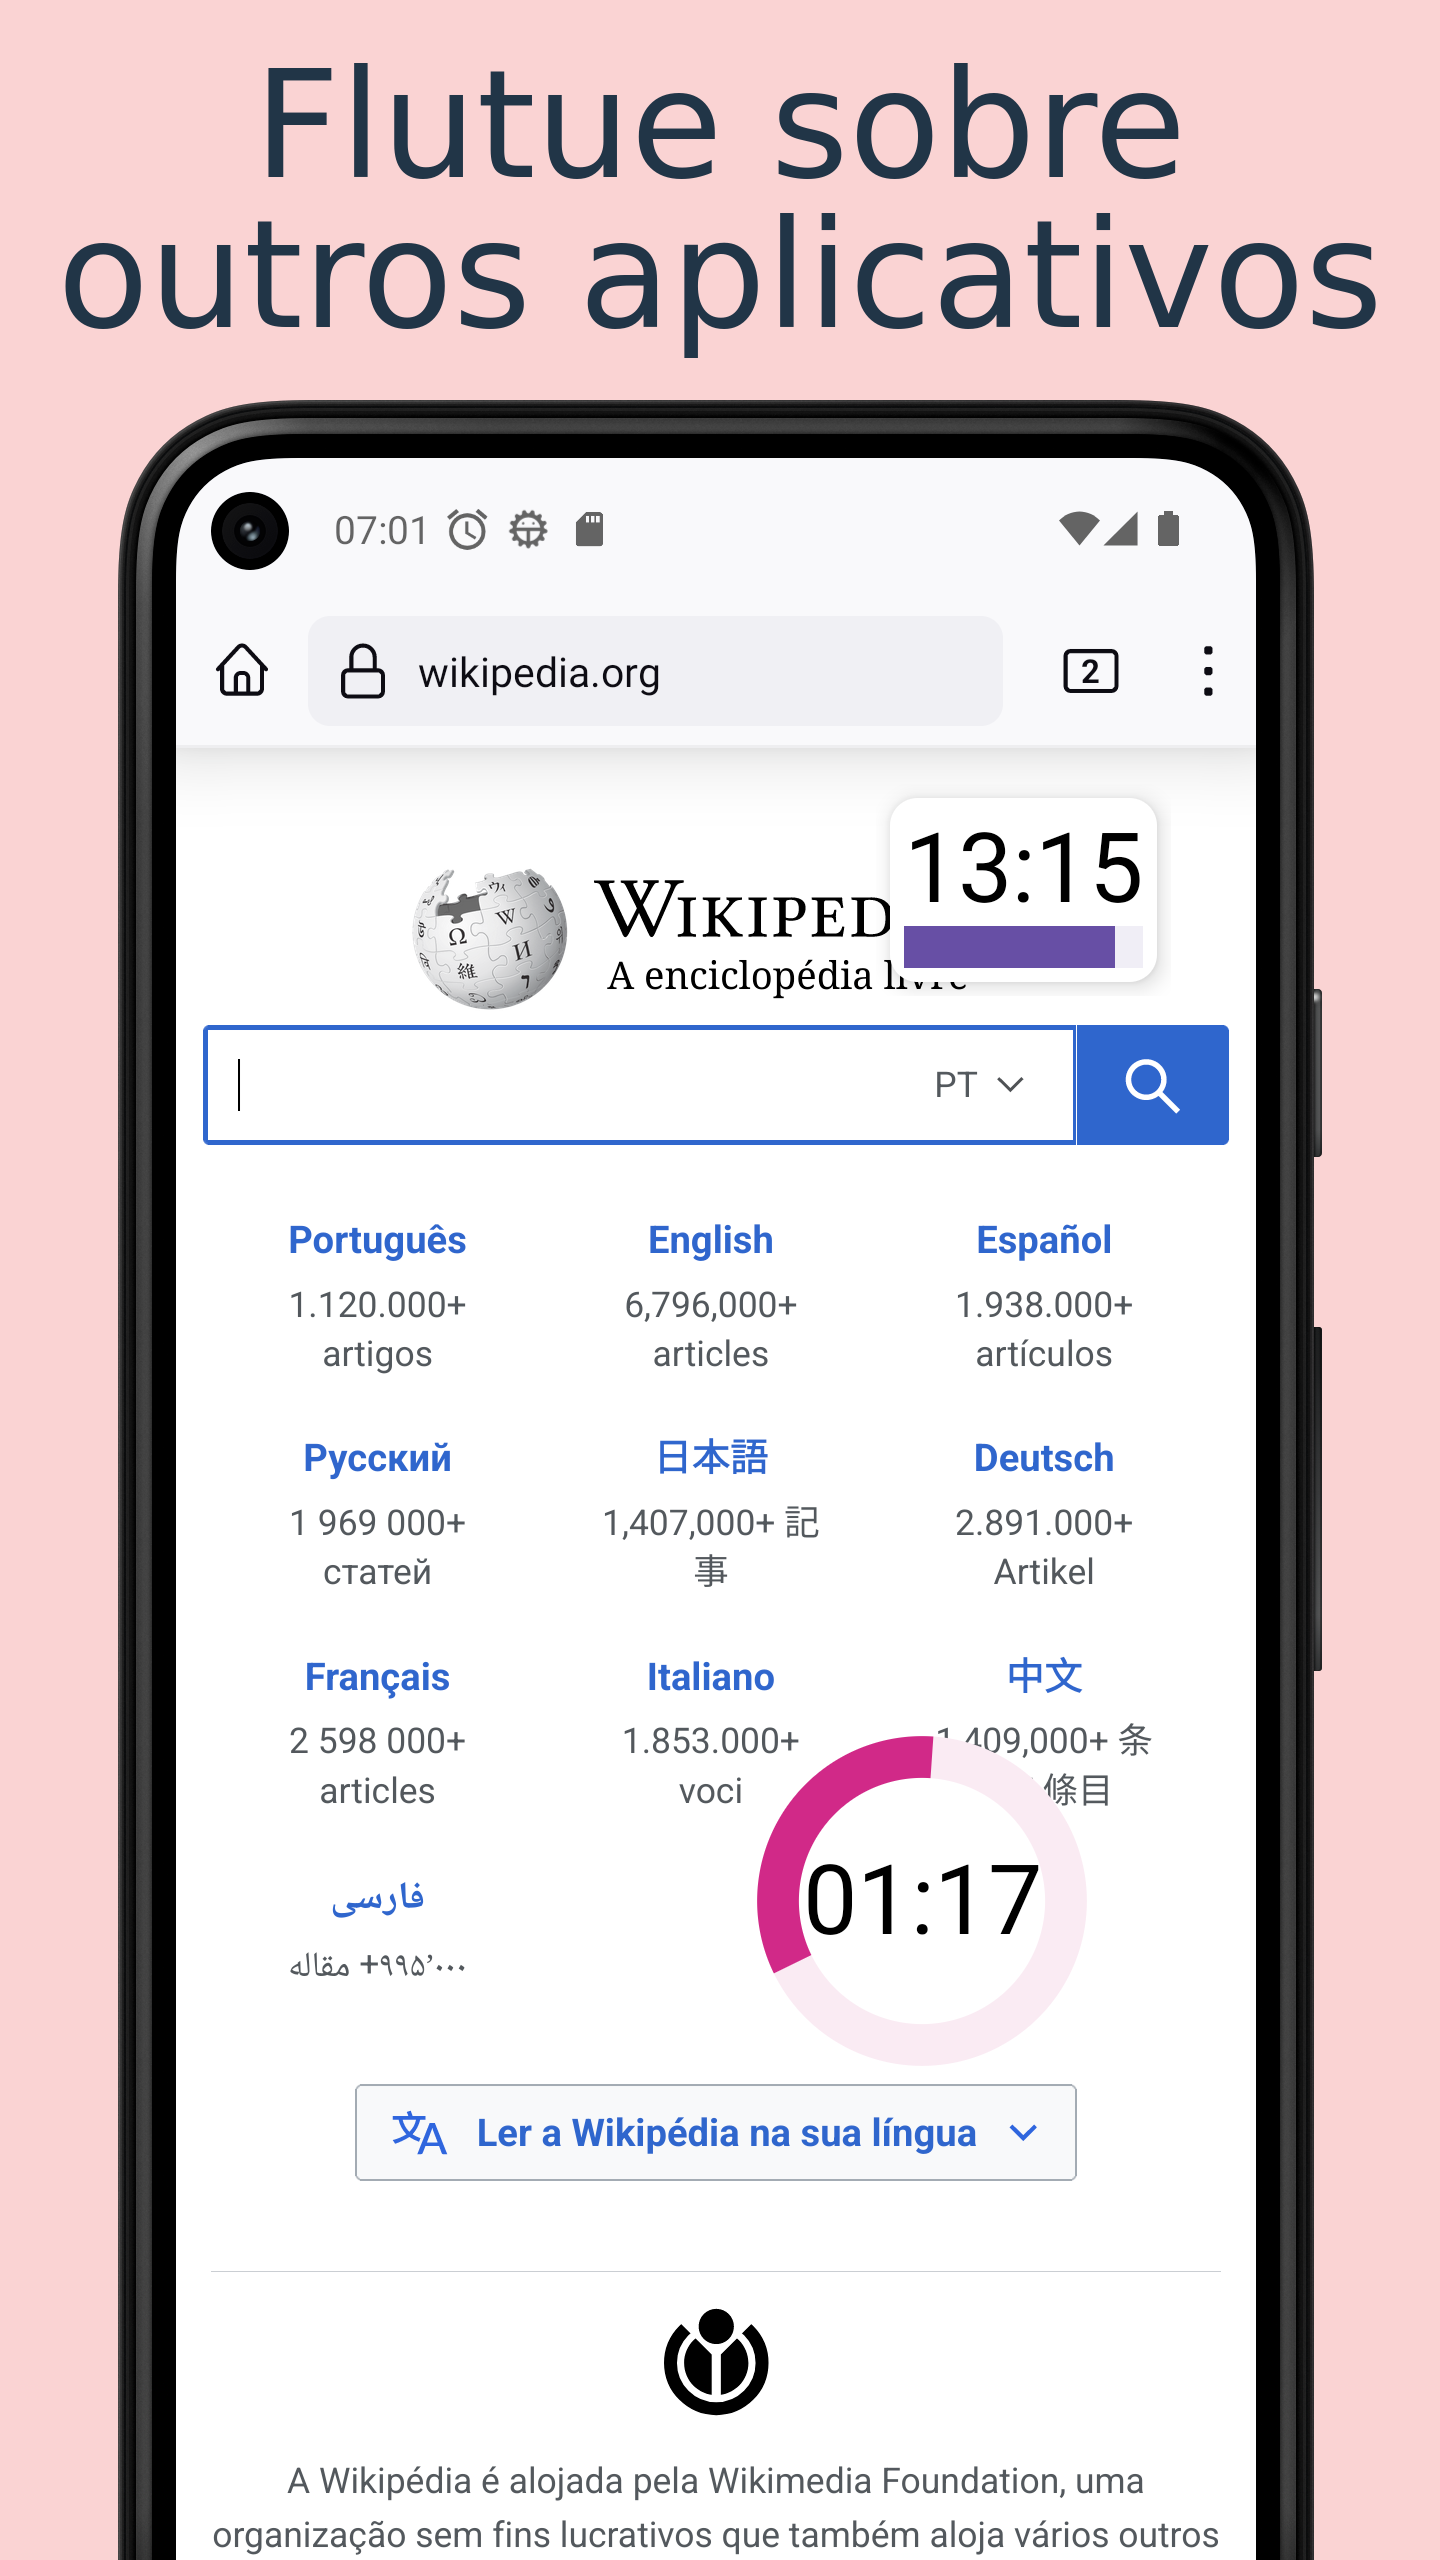 Flutue sobre
outros aplicativos
07:01
wikipedia.org
2
13:15
WIKIPED
A enciclopédia livre
PT
Português
1.120.000+
artigos
English
6,796,000+
articles
Español
1.938.000+
artículos
Русский
1 969 000+
статей
日本語
1,407,000+ 記
事
Deutsch
2.891.000+
Artikel
Français
2 598 000+
articles
Italiano
1.853.000+
voci
中文
1,409,000+ 条
條目
01:17
فارسی
۹۹۵٬۰۰۰+ مقاله
Ler a Wikipédia na sua língua
A Wikipédia é alojada pela Wikimedia Foundation, uma
organização sem fins lucrativos que também aloja vários outros